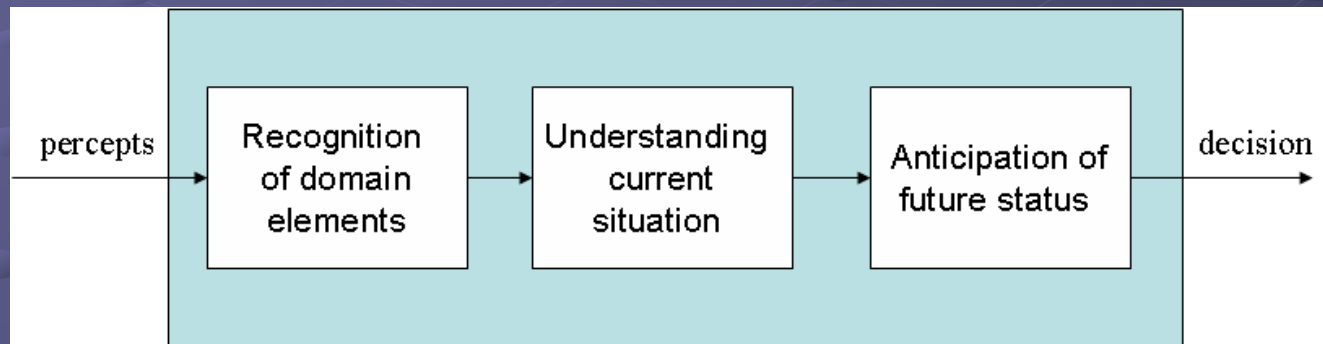 percepts
Recognition
of domain
elements
Understanding
current
situation
Anticipation of
future status
decision